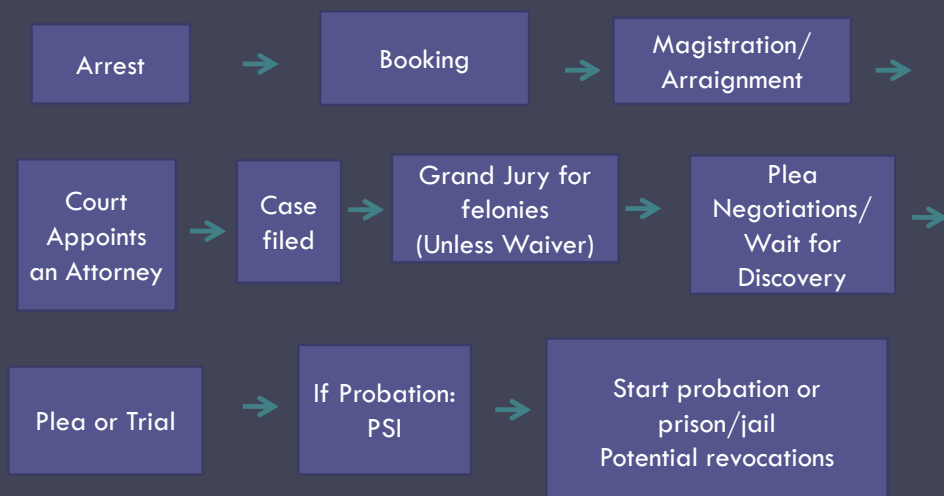 Arrest
Booking
Magistration/
Arraignment
Court
Appoints
an Attorney
Case
filed
Grand Jury for
felonies
(Unless Waiver)
Plea
Negotiations/
Wait for
Discovery
Plea or Trial
If Probation:
PSI
Start probation or
prison/jail
Potential revocations